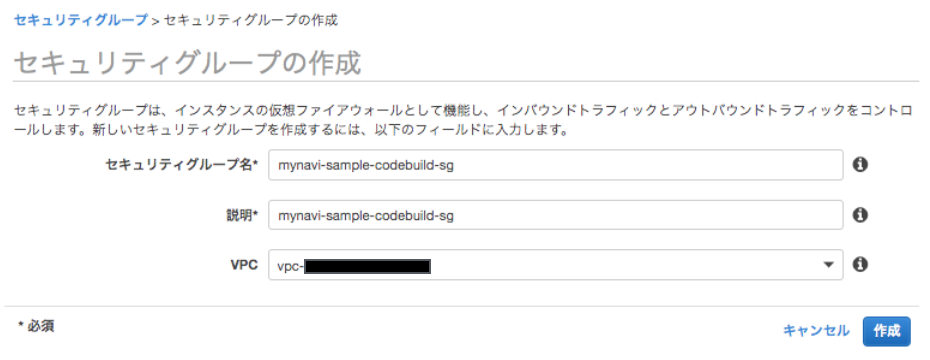 セキュリティグループ > セキュリティグループの作成
セキュリティグループの作成
セキュリティグループは、インスタンスの仮想ファイアウォールとして機能し、インバウンドトラフィックとアウトバウンドトラフィックをコントロ
ールします。新しいセキュリティグループを作成するには、以下のフィールドに入力します。
セキュリティグループ名* mynavi-sample-codebuild-sg
説明* mynavi-sample-codebuild-sg
VPC vpc-
* 必須
キャンセル 作成